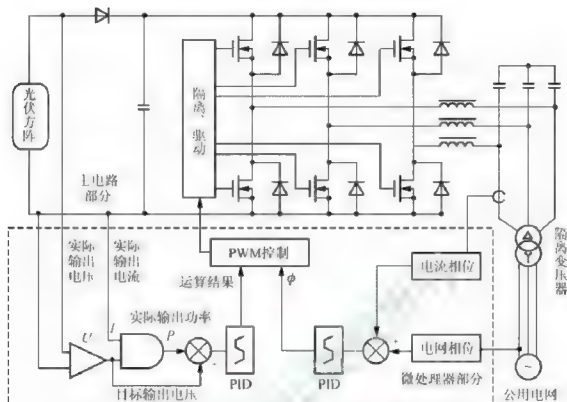 光伏方阵
隔离、驱动
主电路
部分
实际
输出
电压
实际
输出
电流
PWM控制
运算结果
φ
实际输出功率
U
I
P
PID
目标输出电压
PID
电流相位
电网相位
微处理器部分
隔离变压器
公用电网